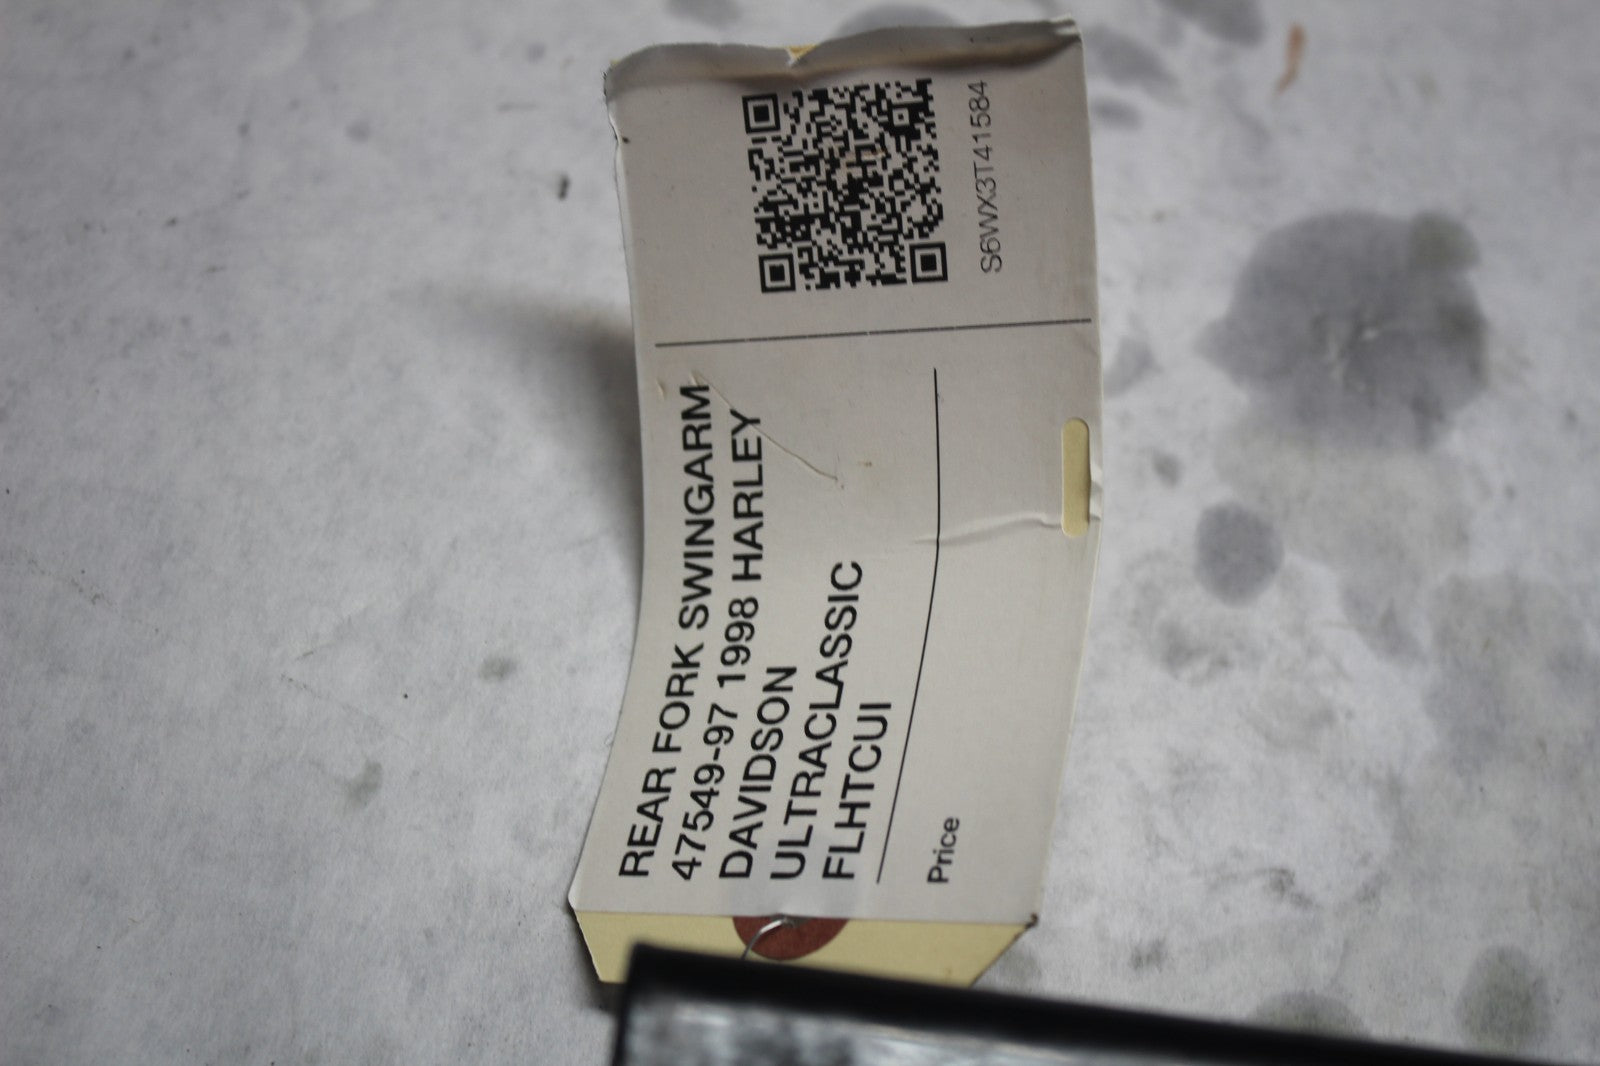 REAR FORK SWINGARM
47549-97 1998 HARLEY
DAVIDSON
ULTRACLASSIC
FLHTCUI
Price
S6WX3T41584